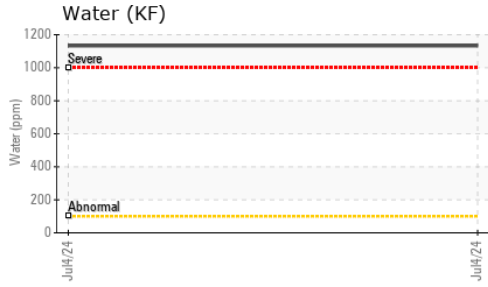 Water (KF)
1200
Severe
1000
800
Water (ppm)
600
400
200
Abnormal
0
Jul4/24
Jul4/24